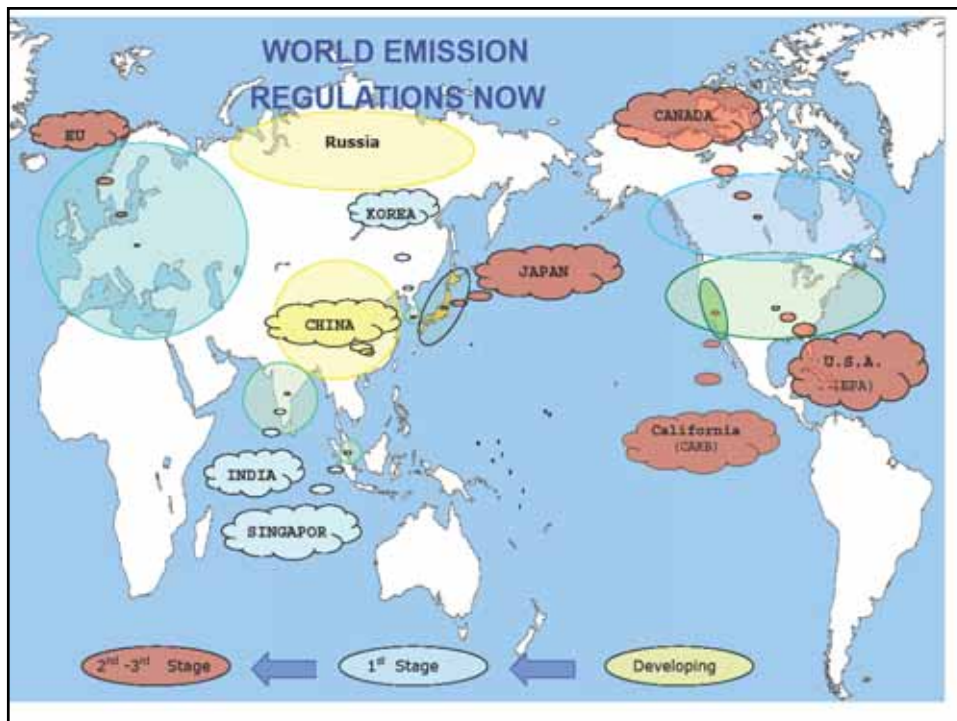 WORLD EMISSION
REGULATIONS NOW
EU
Russia
CANADA
KOREA
JAPAN
CHINA
U.S.A.
(EPA)
California
(CARB)
INDIA
SINGAPOR
2nd -3rd Stage
1st Stage
Developing